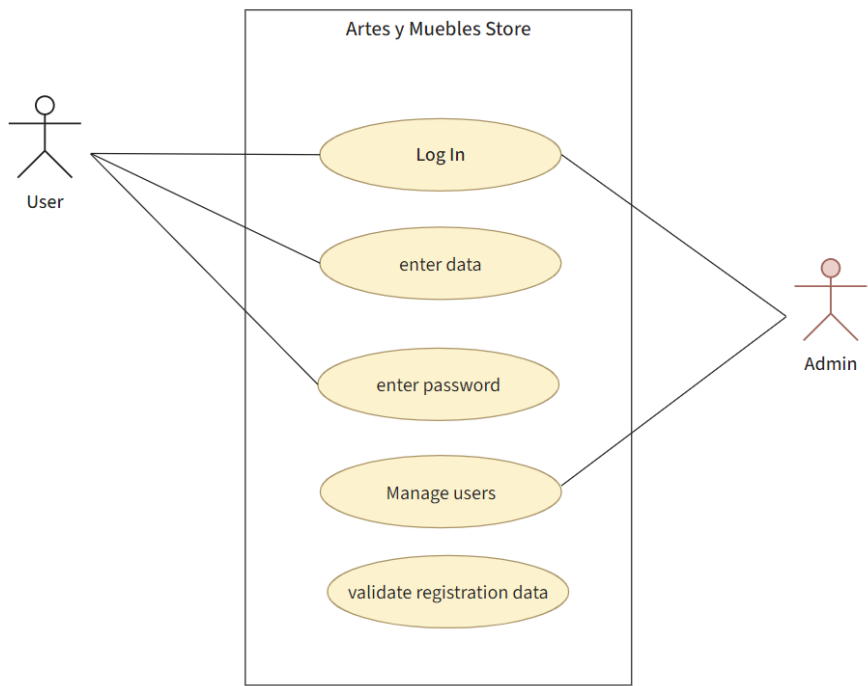 Artes y Muebles Store
User
Log In
enter data
enter password
Manage users
validate registration data
Admin